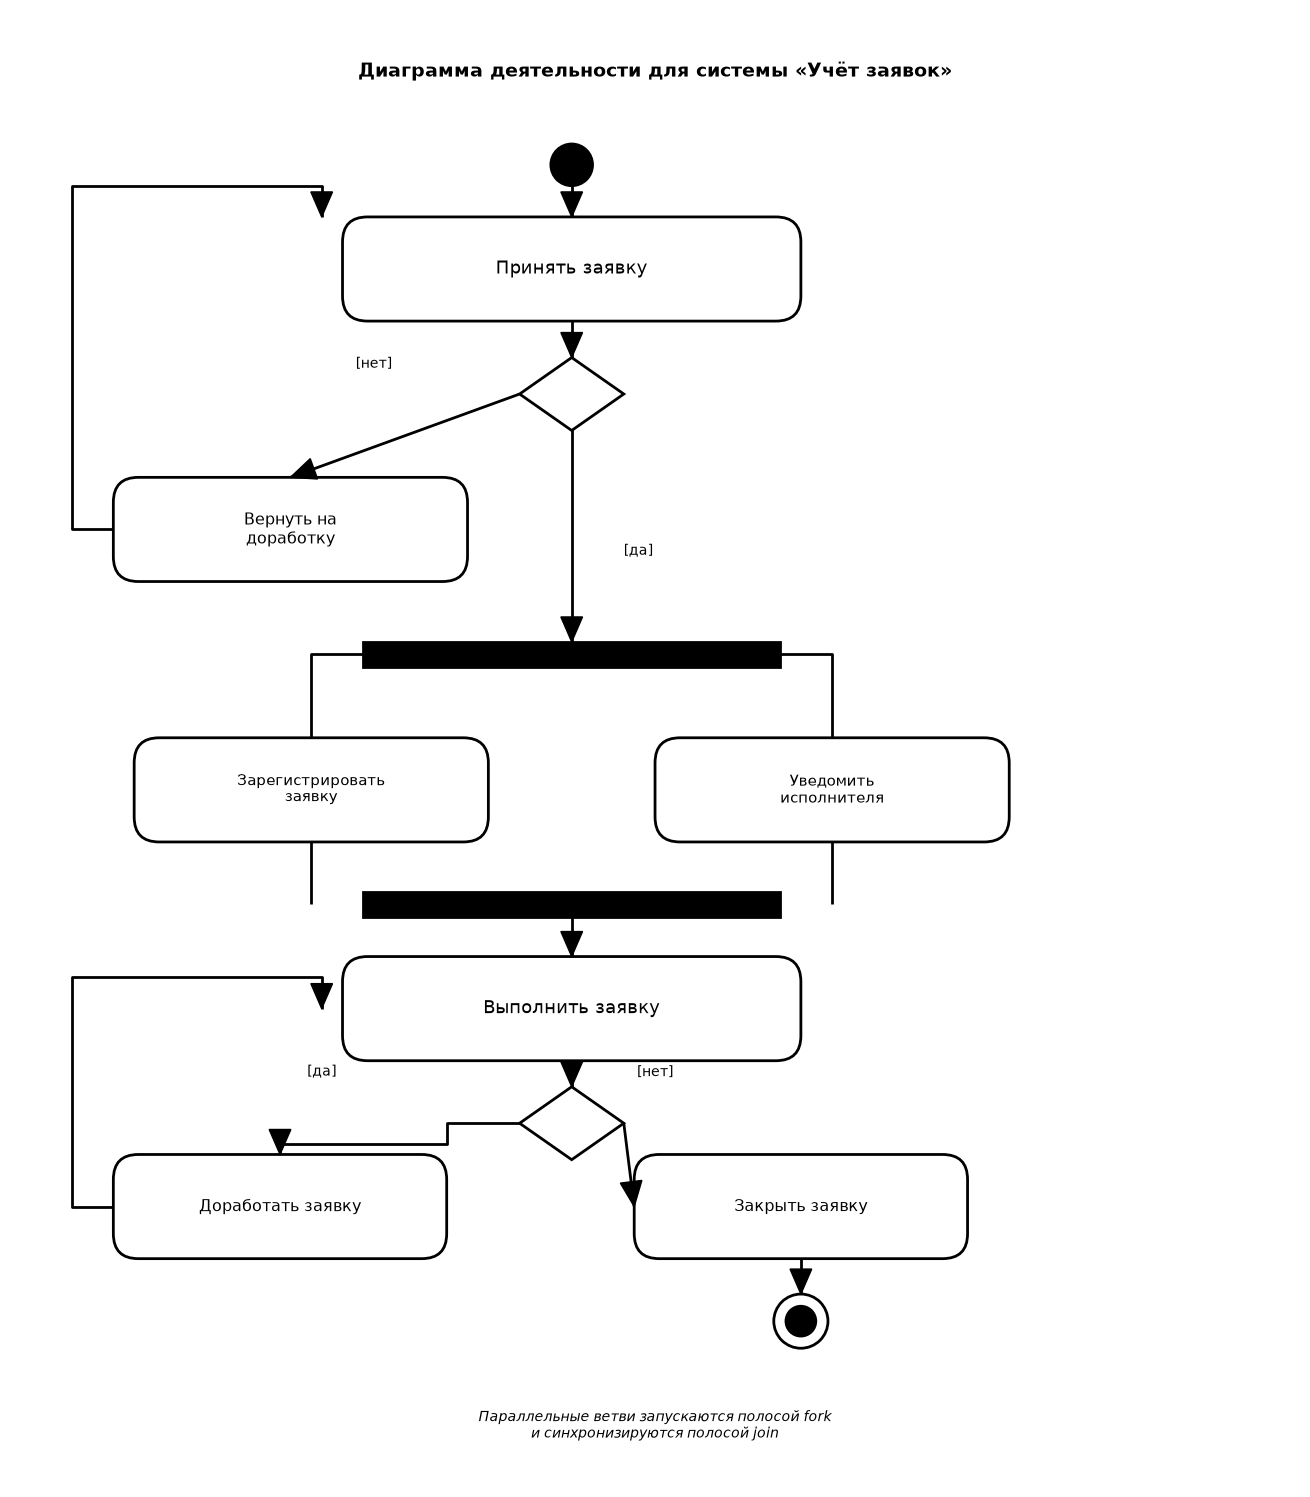 Диаграмма деятельности для системы «Учёт заявок»
Принять заявку
[нет]
Вернуть на
доработку
[да]
Зарегистрировать
заявку
Уведомить
исполнителя
Выполнить заявку
[да]
[нет]
Доработать заявку
Закрыть заявку
Параллельные ветви запускаются полосой fork
и синхронизируются полосой join